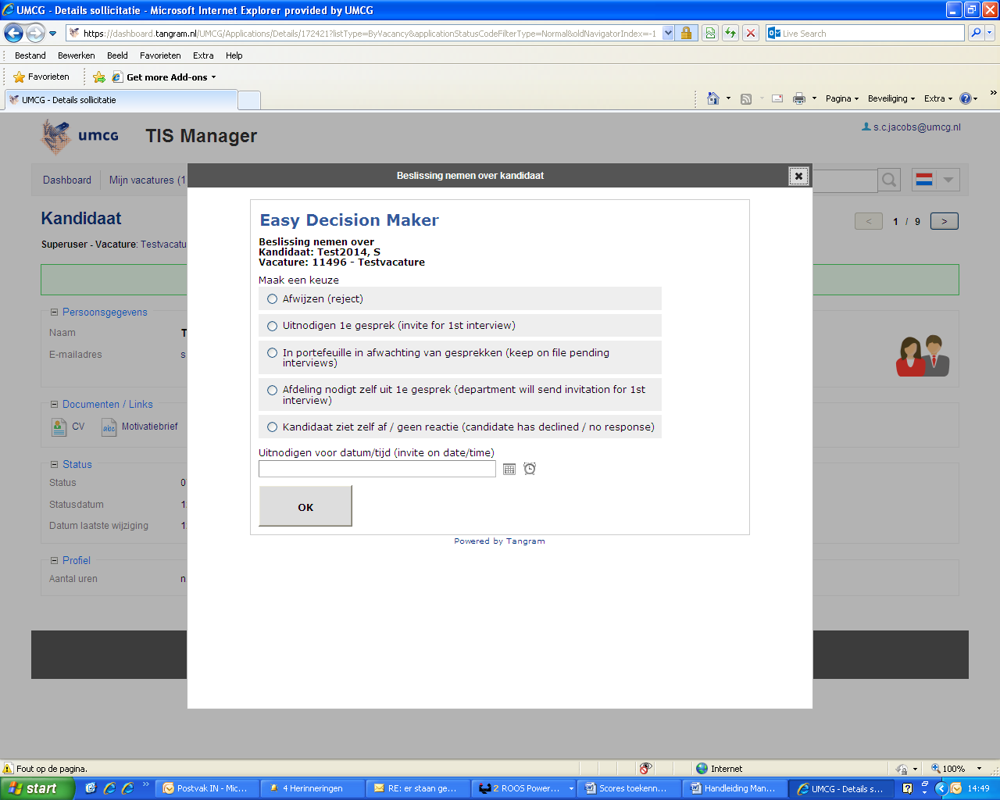 UMCG - Details sollicitatie - Microsoft Internet Explorer provided by UMCG
https://dashboard.tangram.nl/UMCG/Applications/Details/172421?listType=ByVacancy&applicationStatusCodeFilterType=Normal&oldNavigatorIndex=-1
Live Search
Bestand Bewerken Beeld Favorieten Extra Help
Favorieten Get more Add-ons
UMCG - Details sollicitatie
Pagina Beveiliging Extra
umcg TIS Manager
s.c.jacobs@umcg.nl
Dashboard Mijn vacatures (1
Beslissing nemen over kandidaat
Kandidaat
< 1 / 9 >
Superuser - Vacature: Testvacatu
Easy Decision Maker
Beslissing nemen over
Kandidaat: Test2014, S
Vacature: 11496 - Testvacature
Maak een keuze
Afwijzen (reject)
Uitnodigen 1e gesprek (invite for 1st interview)
In portefeuille in afwachting van gesprekken (keep on file pending
interviews)
Afdeling nodigt zelf uit 1e gesprek (department will send invitation for 1st
interview)
Kandidaat ziet zelf af / geen reactie (candidate has declined / no response)
Uitnodigen voor datum/tijd (invite on date/time)
OK
Powered by Tangram
Persoonsgegevens
Naam T
E-mailadres s
Documenten / Links
CV abc Motivatiebrief
Status
Status 0
Statusdatum 1
Datum laatste wijziging 1
Profiel
Aantal uren n
Fout op de pagina.
Internet
100%
start
Postvak IN - Mic...
4 Herinneringen
RE: er staan ge...
2 ROOS Power...
Scores toekenn...
Handleiding Man...
UMCG - Details s...
14:49